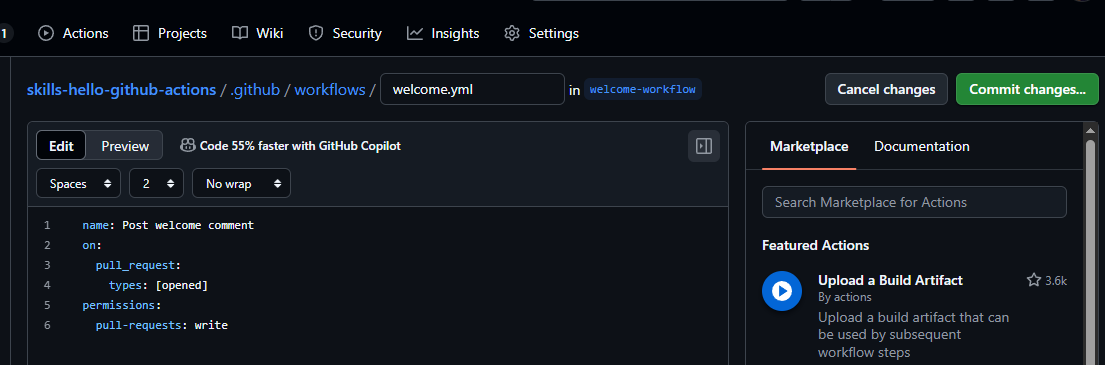 1 Actions Projects Wiki Security Insights Settings
skills-hello-github-actions / .github / workflows / welcome.yml in welcome-workflow Cancel changes Commit changes...
Edit Preview Code 55% faster with GitHub Copilot
Spaces 2 No wrap
1 name: Post welcome comment
2 on:
3 pull_request:
4 types: [opened]
5 permissions:
6 pull-requests: write
Marketplace Documentation
Search Marketplace for Actions
Featured Actions
Upload a Build Artifact 3.6k
By actions
Upload a build artifact that can
be used by subsequent
workflow steps